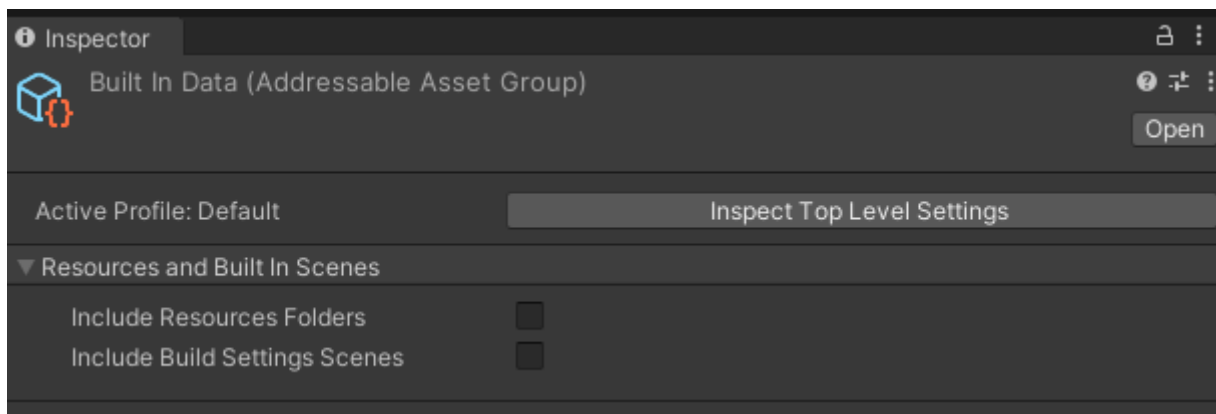 Inspector
Built In Data (Addressable Asset Group)
Open
Active Profile: Default
Inspect Top Level Settings
Resources and Built In Scenes
Include Resources Folders
Include Build Settings Scenes